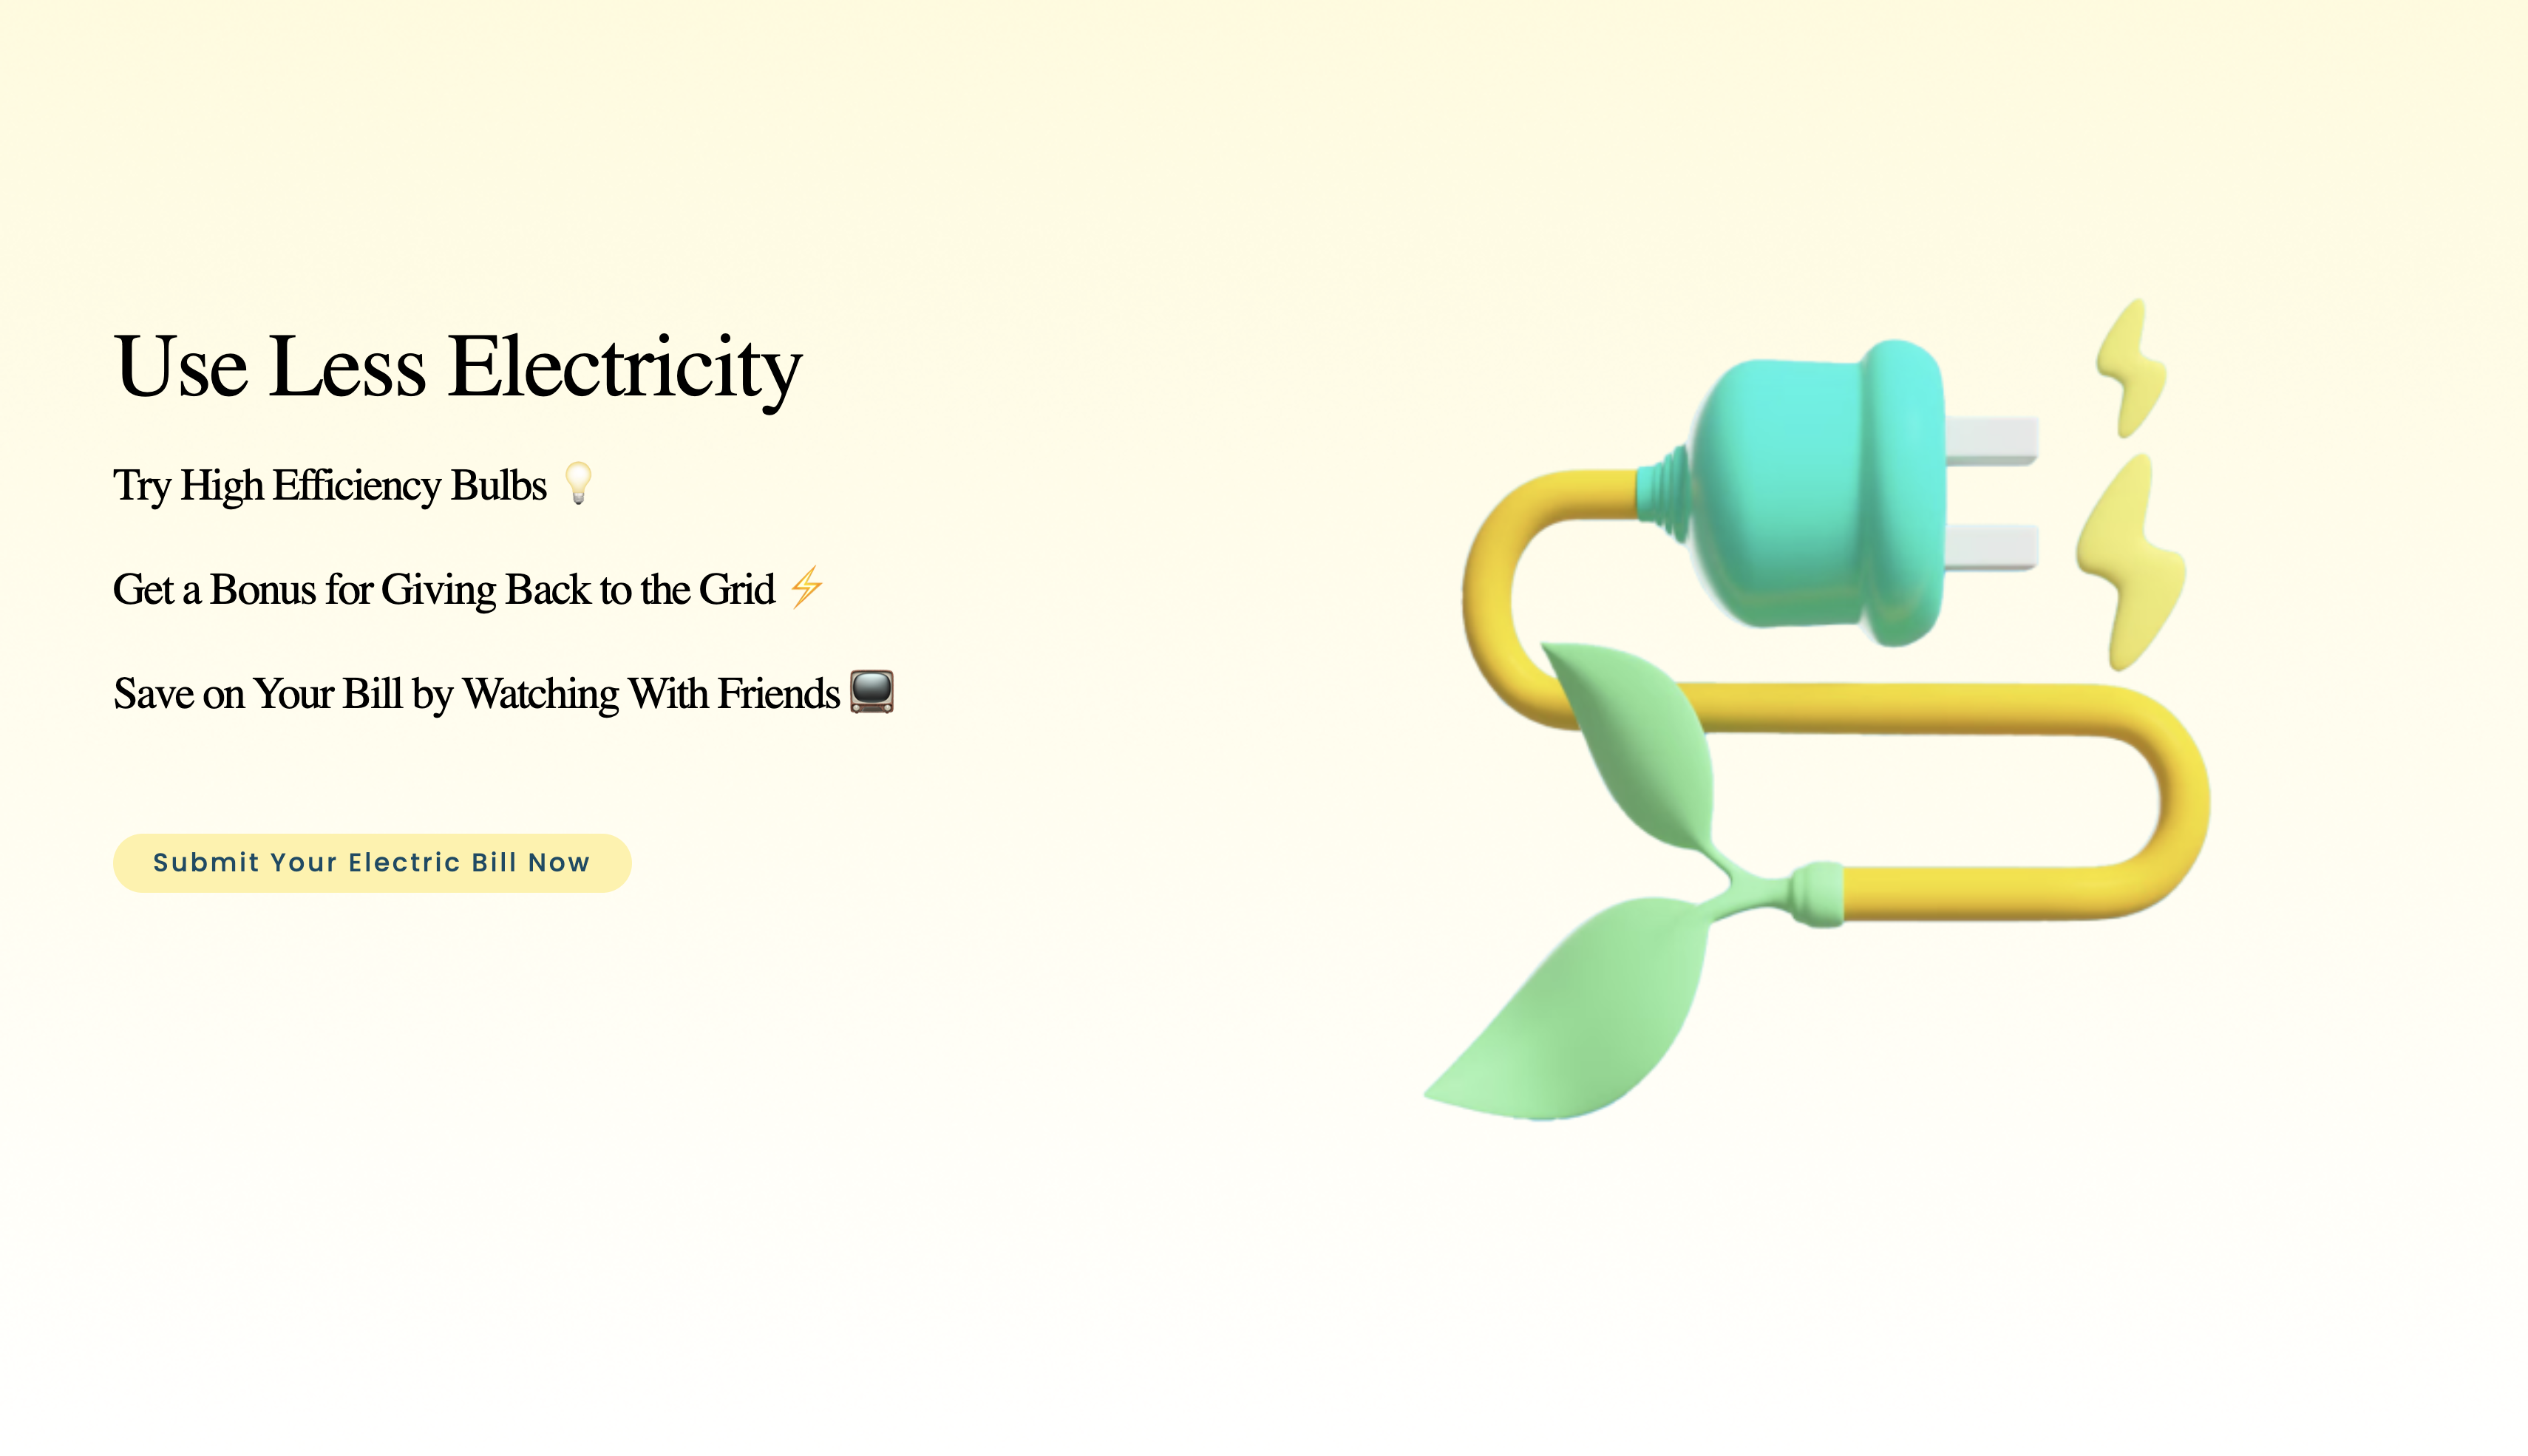 Use Less Electricity
Try High Efficiency Bulbs 💡
Get a Bonus for Giving Back to the Grid ⚡
Save on Your Bill by Watching With Friends 📺
Submit Your Electric Bill Now